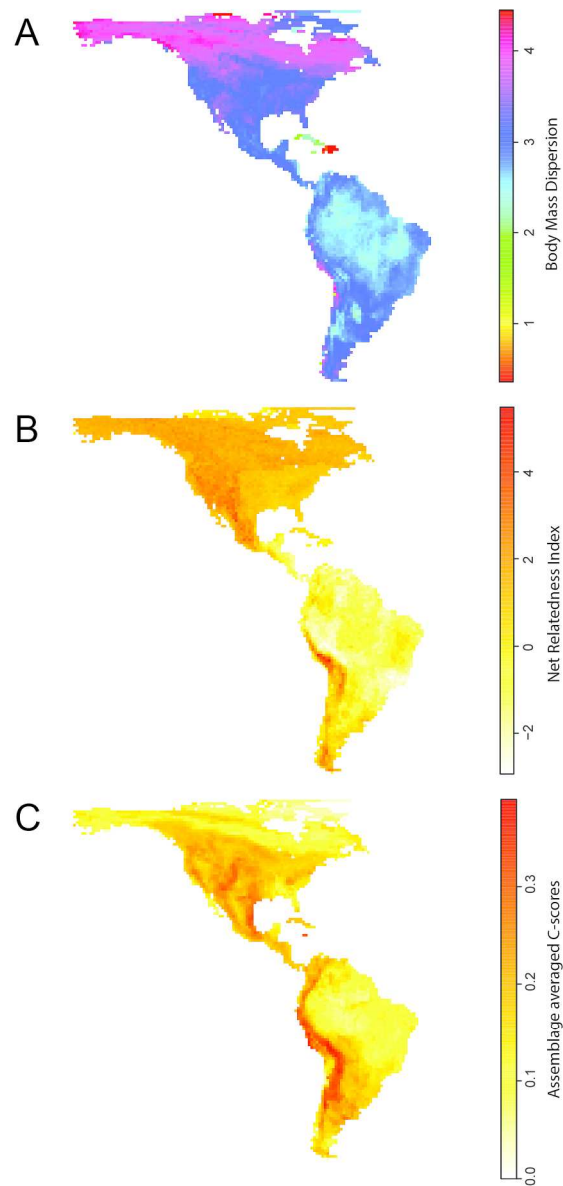 A
4
3
2
1
Body Mass Dispersion
B
4
2
0
−2
Net Relatedness Index
C
0.3
0.2
0.1
0.0
Assemblage averaged C-scores